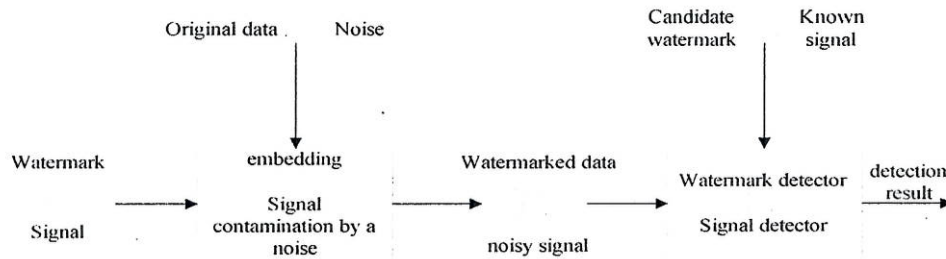 Original data Noise
Candidate watermark
Known signal
Watermark
Signal
embedding
Signal
contamination by a
noise
Watermarked data
noisy signal
Watermark detector
Signal detector
detection
result